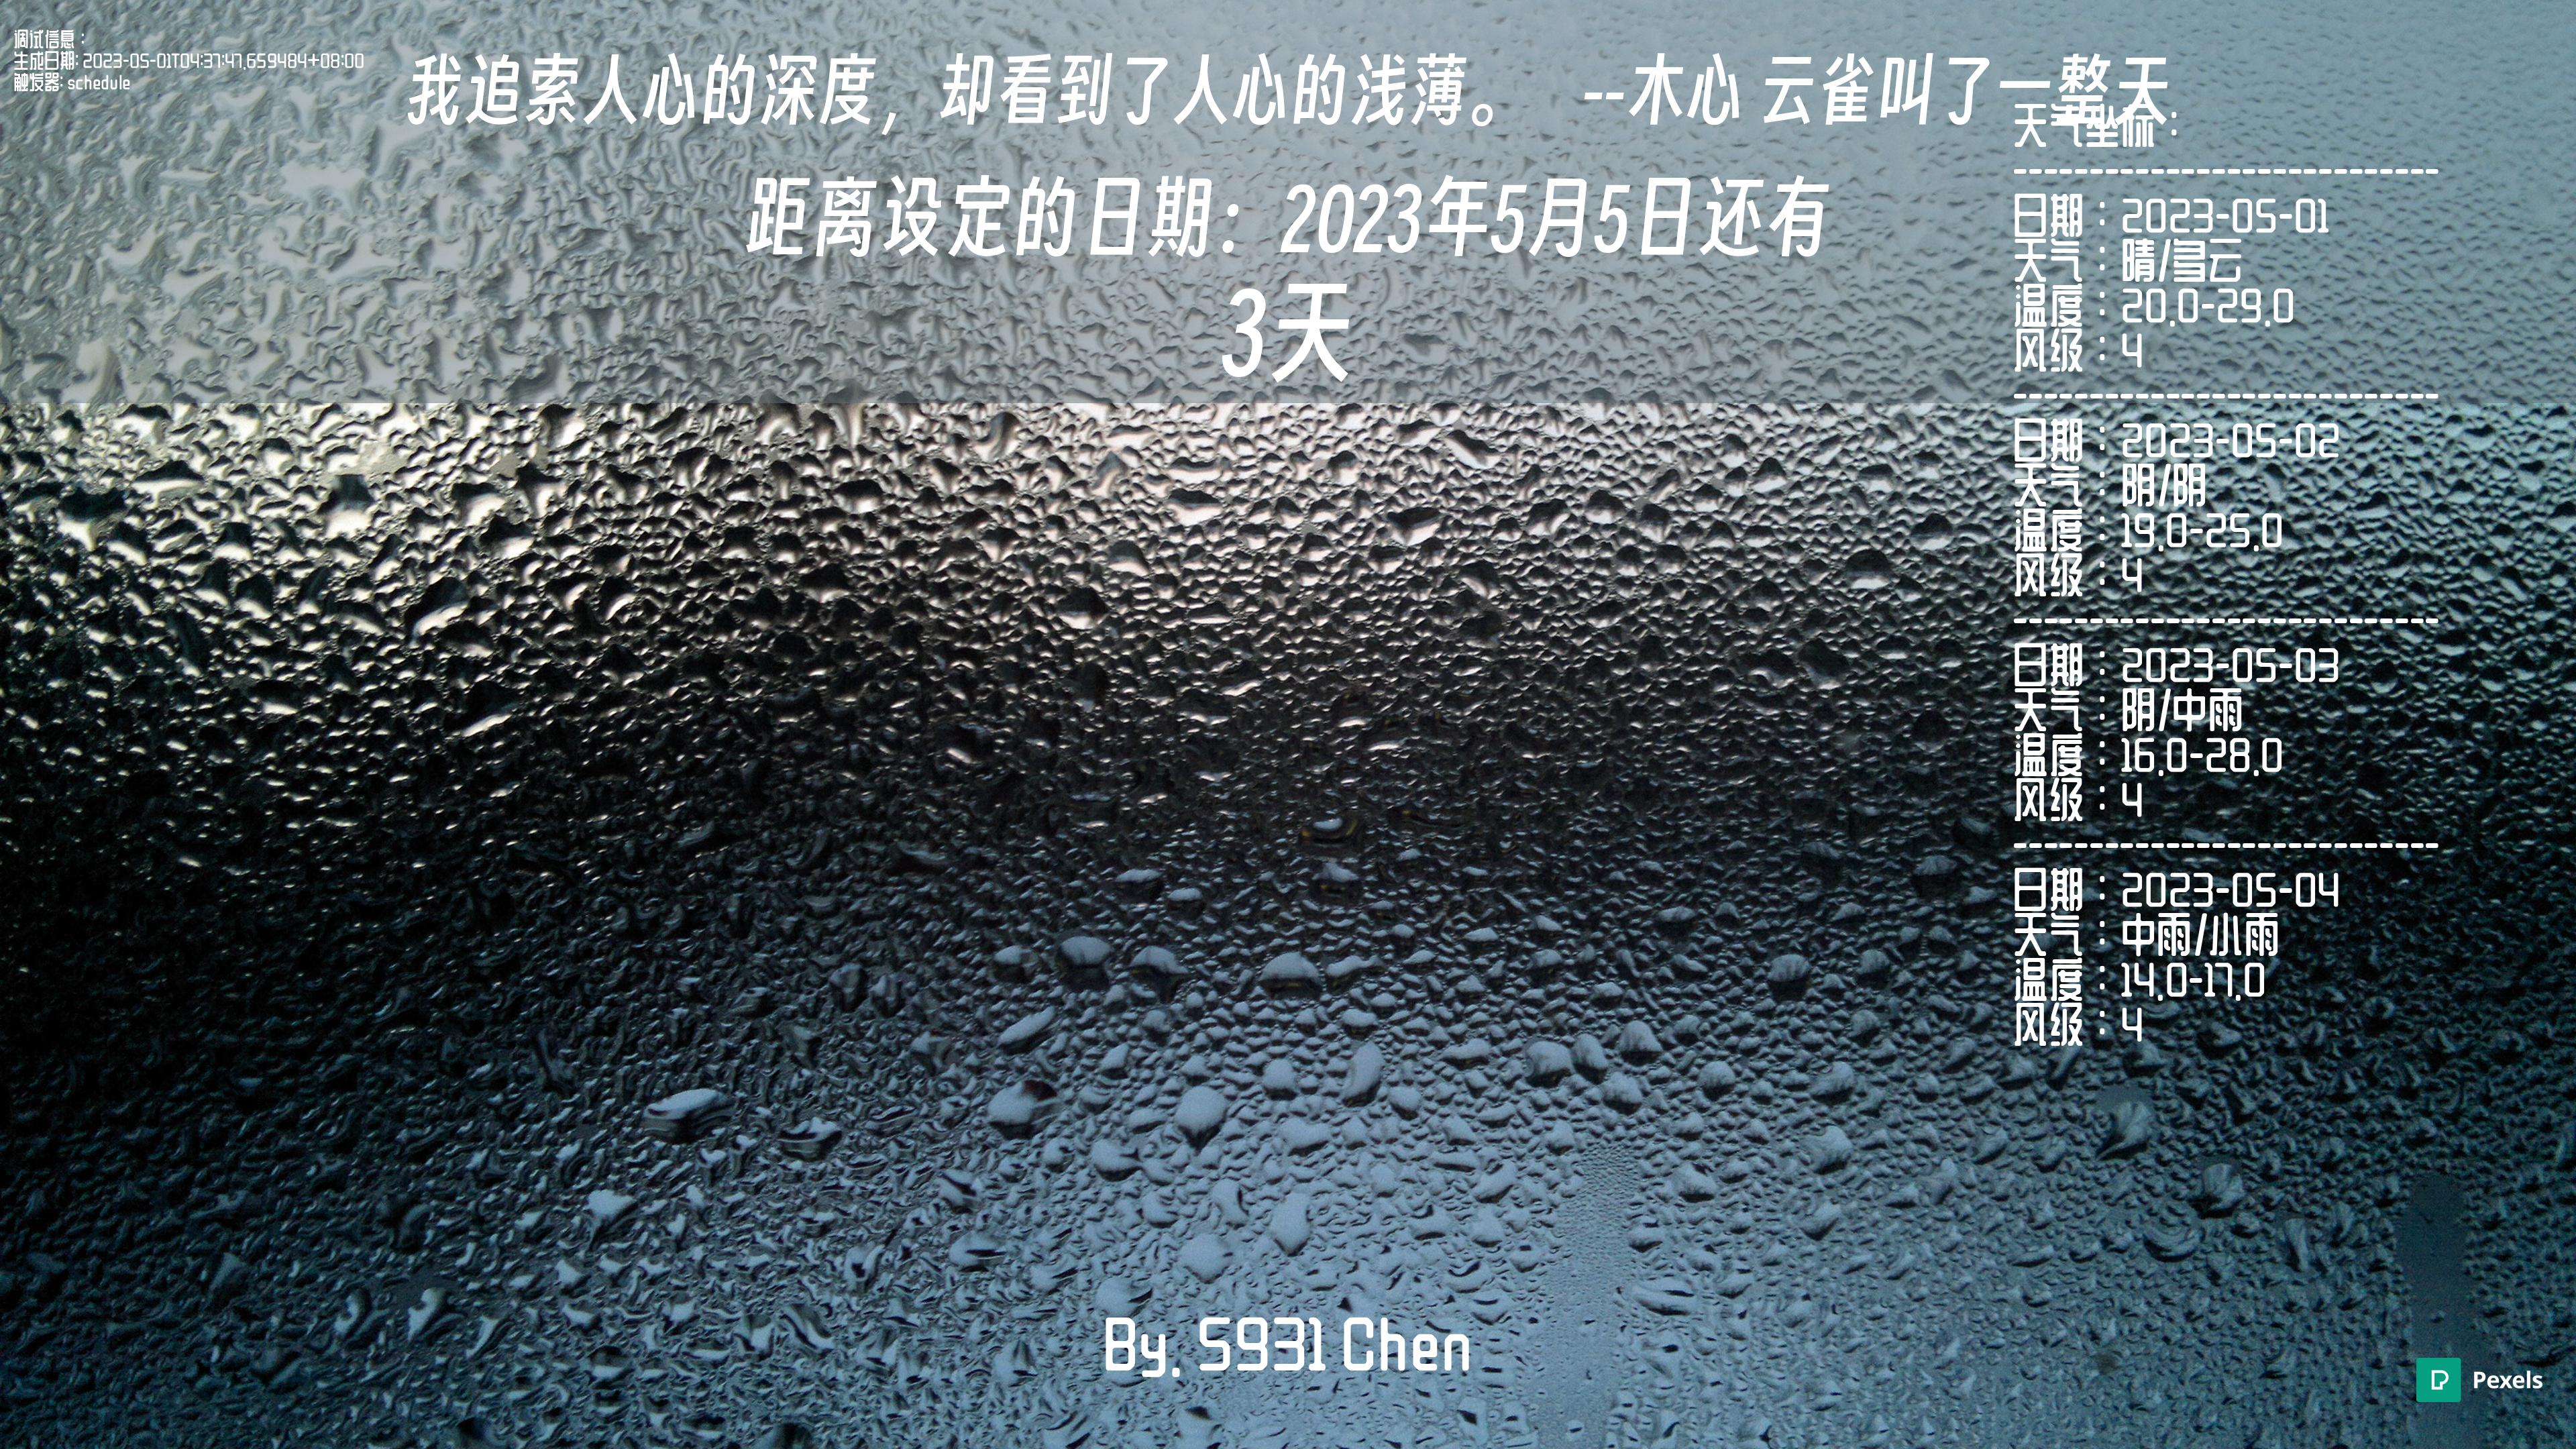 调试信息：
生成日期: 2023-05-01T04:37:47.659484+08:00
触发器: schedule
我追索人心的深度，却看到了人心的浅薄。 --木心 云雀叫了一整天
距离设定的日期：2023年5月5日还有
3天
天气坐标：
----------------------------
日期：2023-05-01
天气：晴/多云
温度：20.0-29.0
风级：4
----------------------------
日期：2023-05-02
天气：阴/阴
温度：19.0-25.0
风级：4
----------------------------
日期：2023-05-03
天气：阴/中雨
温度：16.0-28.0
风级：4
----------------------------
日期：2023-05-04
天气：中雨/小雨
温度：14.0-17.0
风级：4
By. 5931 Chen
Pexels